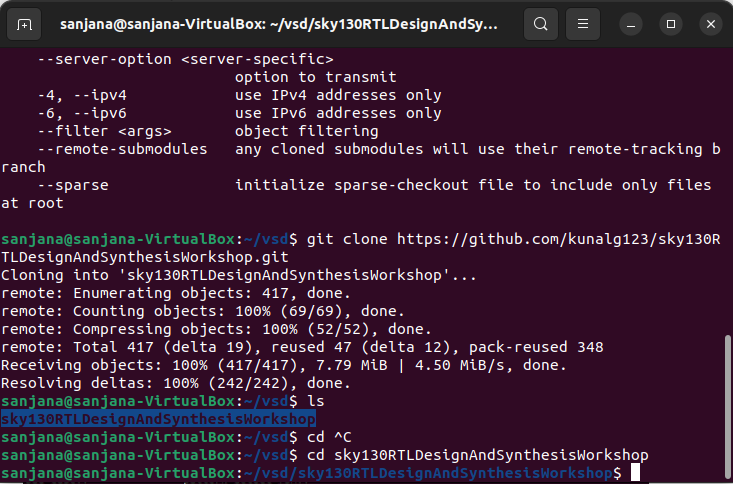 sanjana@sanjana-VirtualBox: ~/vsd/sky130RTLDesignAndSy...
--server-option <server-specific>
option to transmit
-4, --ipv4 use IPv4 addresses only
-6, --ipv6 use IPv6 addresses only
--filter <args> object filtering
--remote-submodules any cloned submodules will use their remote-tracking b
ranch
--sparse initialize sparse-checkout file to include only files
at root
sanjana@sanjana-VirtualBox:~/vsd$ git clone https://github.com/kunalg123/sky130R
TLDesignAndSynthesisWorkshop.git
Cloning into 'sky130RTLDesignAndSynthesisWorkshop'...
remote: Enumerating objects: 417, done.
remote: Counting objects: 100% (69/69), done.
remote: Compressing objects: 100% (52/52), done.
remote: Total 417 (delta 19), reused 47 (delta 12), pack-reused 348
Receiving objects: 100% (417/417), 7.79 MiB | 4.50 MiB/s, done.
Resolving deltas: 100% (242/242), done.
sanjana@sanjana-VirtualBox:~/vsd$ ls
sky130RTLDesignAndSynthesisWorkshop
sanjana@sanjana-VirtualBox:~/vsd$ cd ^C
sanjana@sanjana-VirtualBox:~/vsd$ cd sky130RTLDesignAndSynthesisWorkshop
sanjana@sanjana-VirtualBox:~/vsd/sky130RTLDesignAndSynthesisWorkshop$